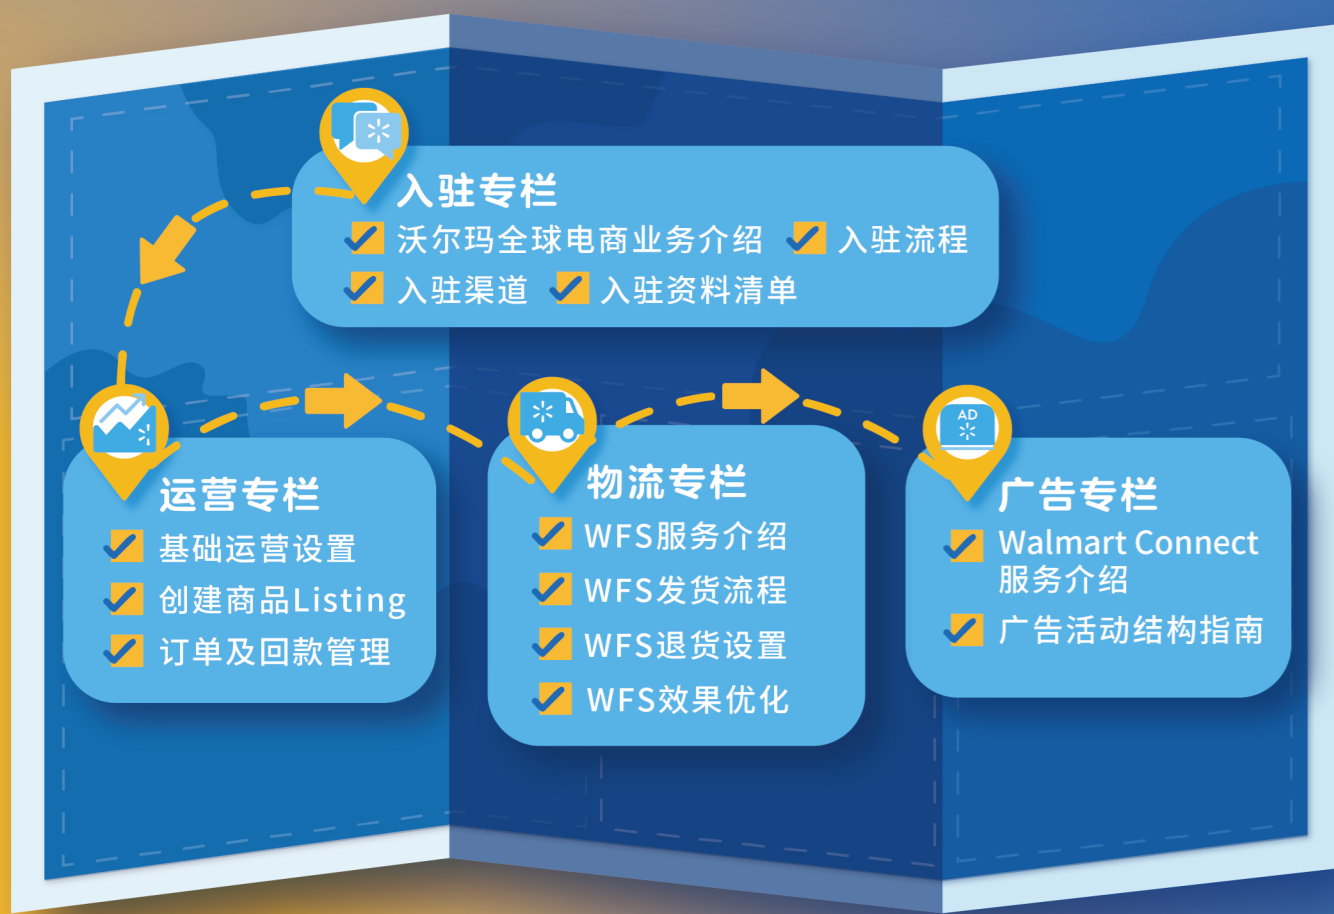 入驻专栏
沃尔玛全球电商业务介绍 入驻流程
入驻渠道 入驻资料清单
运营专栏
基础运营设置
创建商品Listing
订单及回款管理
物流专栏
WFS服务介绍
WFS发货流程
WFS退货设置
WFS效果优化
AD
广告专栏
Walmart Connect
服务介绍
广告活动结构指南